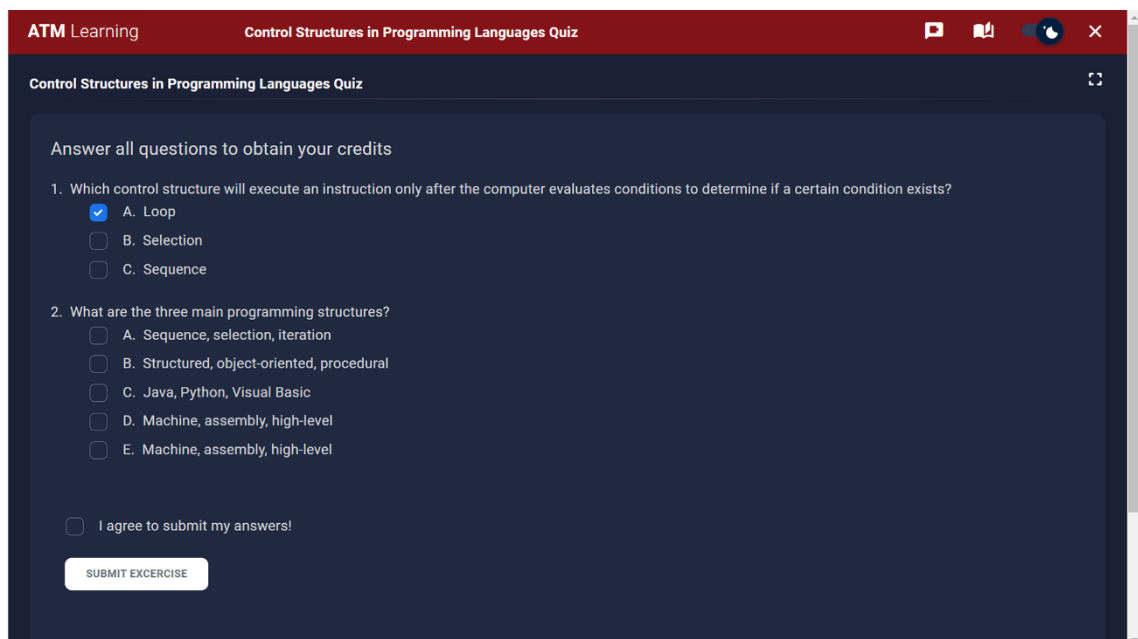 ATM Learning
Control Structures in Programming Languages Quiz
Control Structures in Programming Languages Quiz
Answer all questions to obtain your credits
1. Which control structure will execute an instruction only after the computer evaluates conditions to determine if a certain condition exists?
A. Loop
B. Selection
C. Sequence
2. What are the three main programming structures?
A. Sequence, selection, iteration
B. Structured, object-oriented, procedural
C. Java, Python, Visual Basic
D. Machine, assembly, high-level
E. Machine, assembly, high-level
I agree to submit my answers!
SUBMIT EXCERCISE